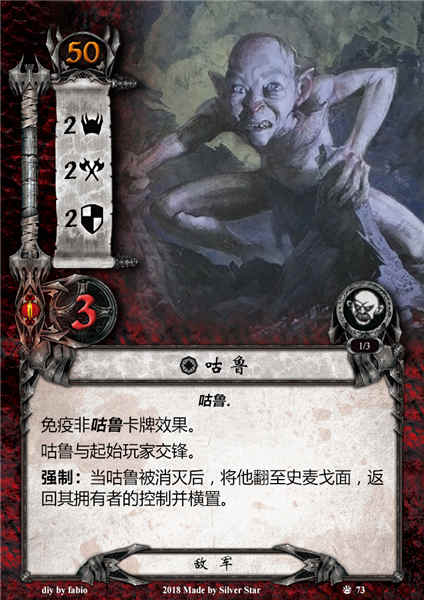 50
2
2
2
3
1/3
咕鲁
咕鲁.
免疫非咕鲁卡牌效果。
咕鲁与起始玩家交锋。
强制：当咕鲁被消灭后，将他翻至史麦戈面，返
回其拥有者的控制并横置。
敌军
diy by fabio 2018 Made by Silver Star 73